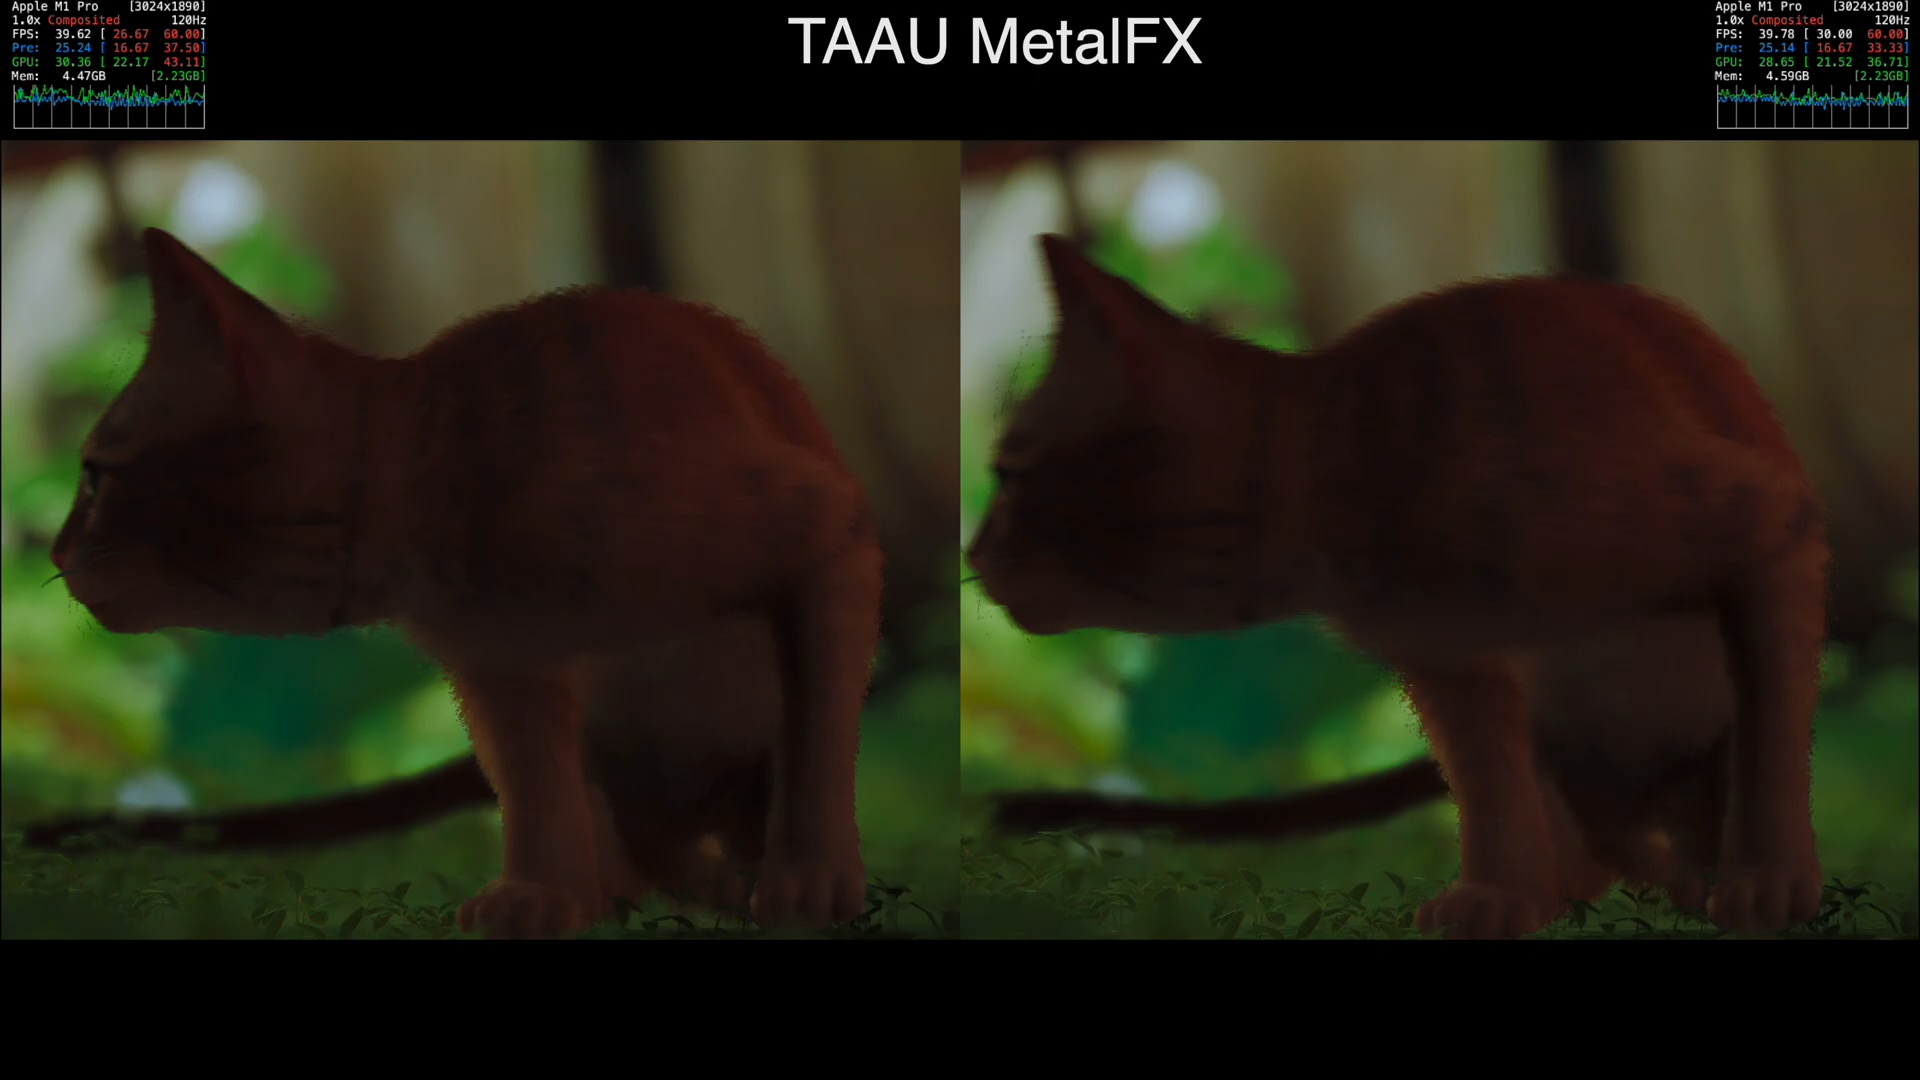 Apple M1 Pro [3024x1890]
1.0x Composited 120Hz
FPS: 39.62 [ 26.67 60.00]
Pre: 25.24 [ 16.67 37.50]
GPU: 30.36 [ 22.17 43.11]
Mem: 4.47GB [2.23GB]
TAAU MetalFX
Apple M1 Pro [3024x1890]
1.0x Composited 120Hz
FPS: 39.78 [ 30.00 60.00]
Pre: 25.14 [ 16.67 33.33]
GPU: 28.65 [ 21.52 36.71]
Mem: 4.59GB [2.23GB]